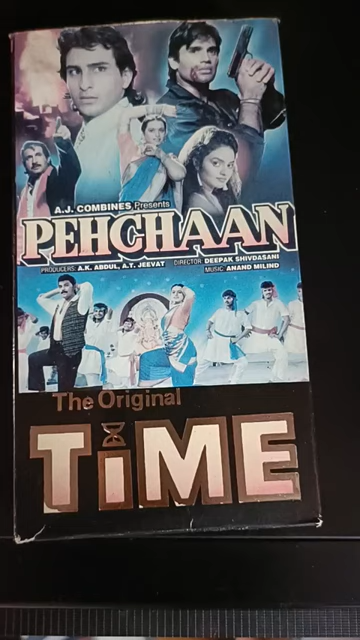 A.J. COMBINES Presents
PEHCHAAN
PRODUCERS: A.K. ABDUL, A.T. JEEVAT DIRECTOR: DEEPAK SHIVDASANI
MUSIC: ANAND MILIND
The Original
TiME